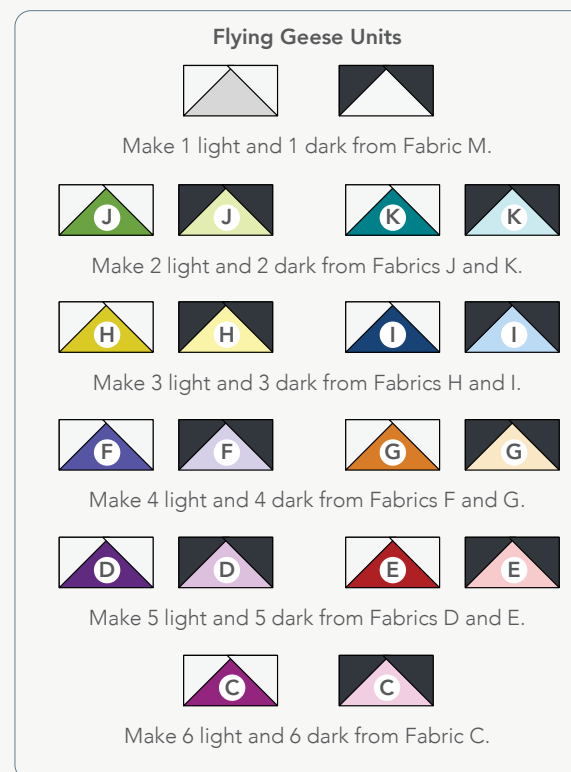 Flying Geese Units
Make 1 light and 1 dark from Fabric M.
J J K K
Make 2 light and 2 dark from Fabrics J and K.
H H I I
Make 3 light and 3 dark from Fabrics H and I.
F F G G
Make 4 light and 4 dark from Fabrics F and G.
D D E E
Make 5 light and 5 dark from Fabrics D and E.
C C
Make 6 light and 6 dark from Fabric C.